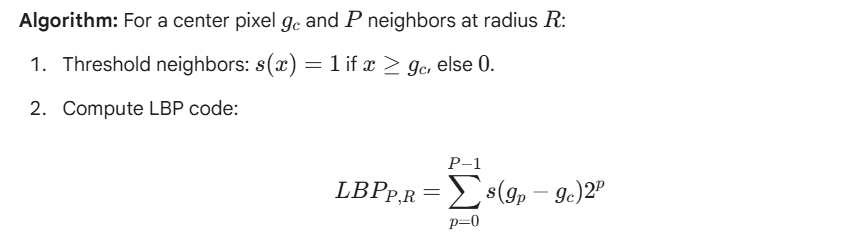 Algorithm: For a center pixel $g_c$ and $P$ neighbors at radius $R$:
1. Threshold neighbors: $s(x) = 1$ if $x \geq g_c$, else $0$.
2. Compute LBP code:
$LBP_{P,R} = \sum_{p=0}^{P-1} s(g_p - g_c)2^p$